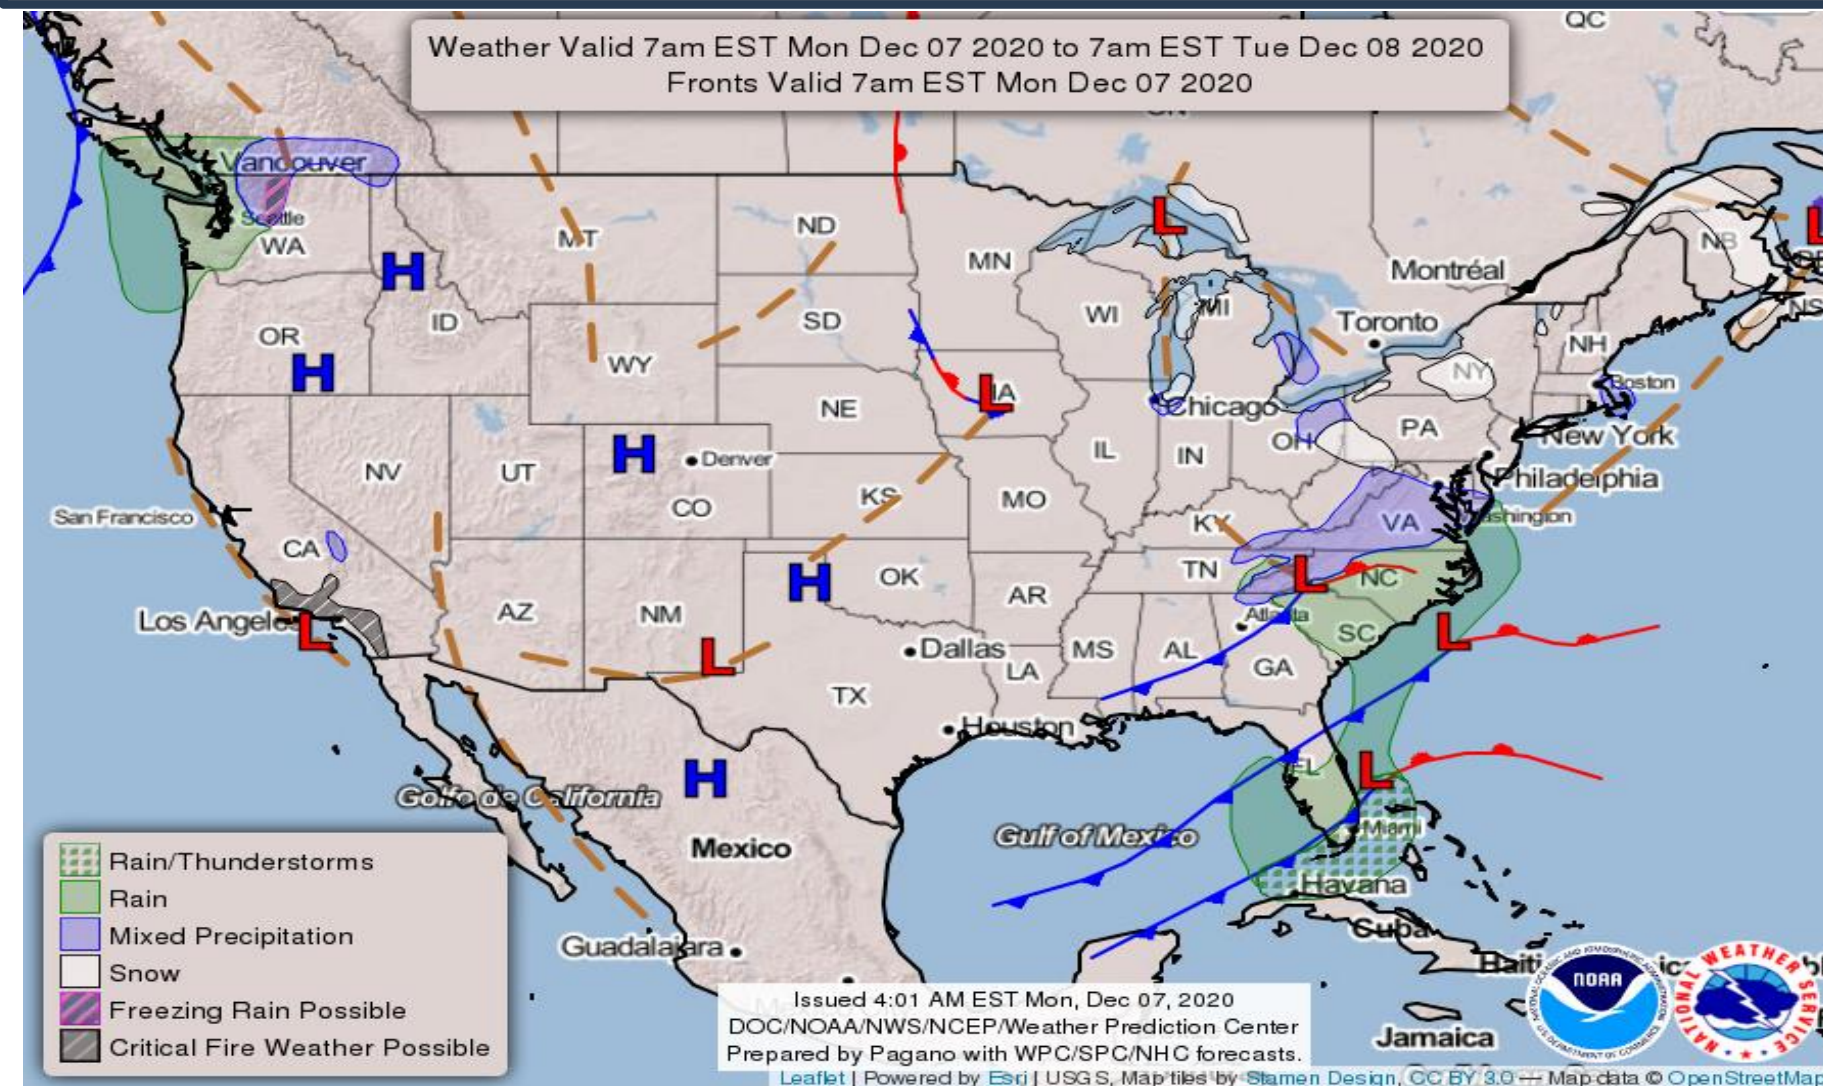 Weather Valid 7am EST Mon Dec 07 2020 to 7am EST Tue Dec 08 2020
Fronts Valid 7am EST Mon Dec 07 2020
QC
Vancouver
Seattle
WA
MT
ND
MN
Montréal
NB
NS
H
L
L
OR
ID
SD
WI
MI
Toronto
NH
H
WY
NY
Boston
NE
IA
L
Chicago
PA
New York
H
Denver
NV
UT
CO
KS
MO
IL
IN
OH
Philadelphia
San Francisco
KY
VA
Washington
CA
H
OK
TN
L
NC
Los Angeles
L
AZ
NM
AR
Atlanta
L
Dallas
MS
AL
SC
L
LA
GA
TX
Houston
FL
L
H
Golfo de California
Mexico
Gulf of Mexico
Miami
Havana
Cuba
Guadalajara
Haiti
Jamaica
Rain/Thunderstorms
Rain
Mixed Precipitation
Snow
Freezing Rain Possible
Critical Fire Weather Possible
Issued 4:01 AM EST Mon, Dec 07, 2020
DOC/NOAA/NWS/NCEP/Weather Prediction Center
Prepared by Pagano with WPC/SPC/NHC forecasts.
NOAA
NATIONAL WEATHER SERVICE
Leaflet | Powered by Esri | USGS, Map tiles by Stamen Design, CC BY 3.0 — Map data © OpenStreetMap